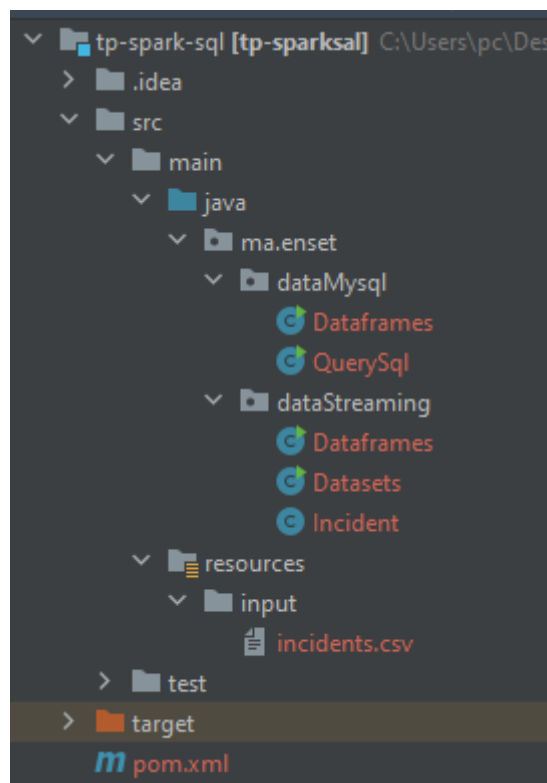 tp-spark-sql [tp-sparksal] C:\Users\pc\Des
.idea
src
main
java
ma.enset
dataMysql
Dataframes
QuerySql
dataStreaming
Dataframes
Datasets
Incident
resources
input
incidents.csv
test
target
pom.xml